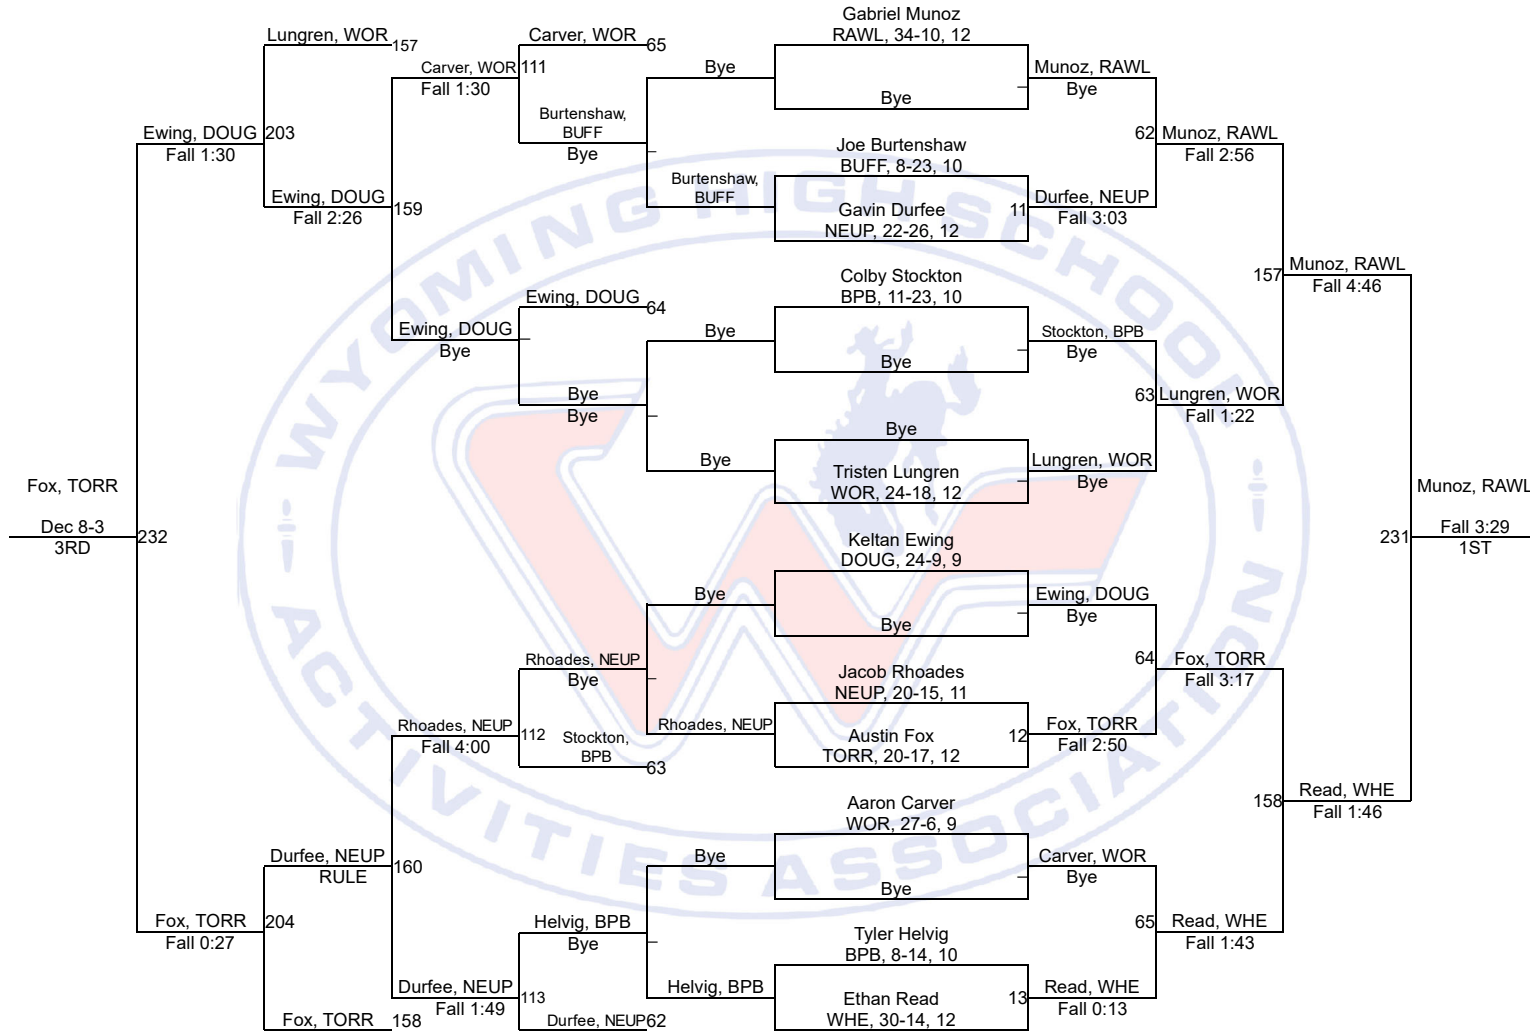 Gabriel Munoz
RAWL, 34-10, 12
Bye
Joe Burtenshaw
BUFF, 8-23, 10
Gavin Durfee
NEUP, 22-26, 12
11
Colby Stockton
BPB, 11-23, 10
Bye
Bye
Tristen Lungren
WOR, 24-18, 12
Keltan Ewing
DOUG, 24-9, 9
Bye
Jacob Rhoades
NEUP, 20-15, 11
Austin Fox
TORR, 20-17, 12
12
Aaron Carver
WOR, 27-6, 9
Bye
Tyler Helvig
BPB, 8-14, 10
Ethan Read
WHE, 30-14, 12
13
Munoz, RAWL
Bye
Durfee, NEUP
Fall 3:03
Stockton, BPB
Bye
Lungren, WOR
Bye
Ewing, DOUG
Bye
Fox, TORR
Fall 2:50
Carver, WOR
Bye
Read, WHE
Fall 0:13
62
Munoz, RAWL
Fall 2:56
63
Lungren, WOR
Fall 1:22
64
Fox, TORR
Fall 3:17
65
Read, WHE
Fall 1:43
157
Munoz, RAWL
Fall 4:46
158
Read, WHE
Fall 1:46
231
Munoz, RAWL
Fall 3:29
1ST
Bye
Burtenshaw,
BUFF
Bye
Bye
Bye
Rhoades, NEUP
Bye
Helvig, BPB
Carver, WOR
65
Burtenshaw,
BUFF
Bye
Ewing, DOUG
64
Bye
Bye
Rhoades, NEUP
Bye
Stockton,
BPB
63
Helvig, BPB
Bye
Durfee, NEUP
62
Carver, WOR
Fall 1:30
111
Ewing, DOUG
Bye
Rhoades, NEUP
Fall 4:00
112
Durfee, NEUP
Fall 1:49
113
Lungren, WOR
157
Ewing, DOUG
Fall 2:26
159
Durfee, NEUP
RULE
160
Fox, TORR
158
Ewing, DOUG
Fall 1:30
203
Fox, TORR
Fall 0:27
204
Fox, TORR
Dec 8-3
3RD
232
WYOMING HIGH SCHOOL
ACTIVITIES ASSOCIATION